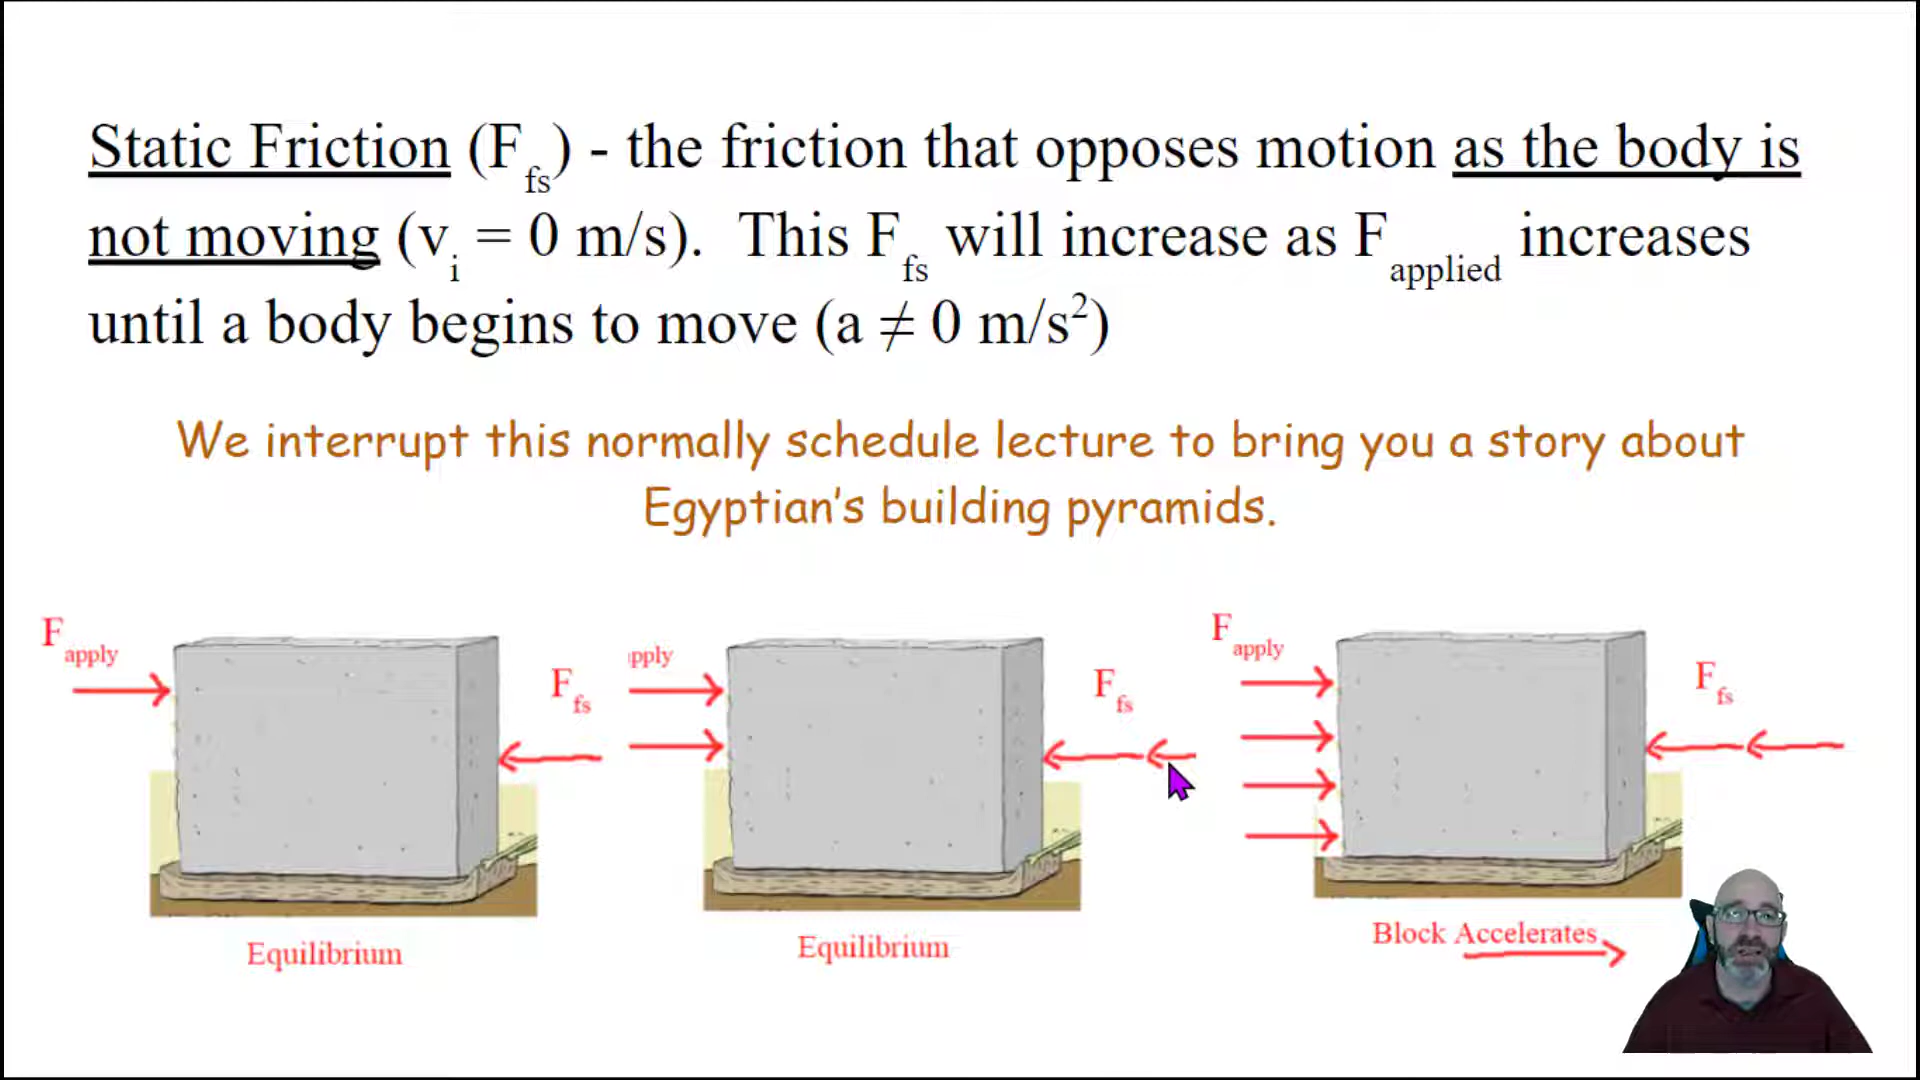 Static Friction (F_fs) - the friction that opposes motion as the body is
not moving (v_i = 0 m/s).  This F_fs will increase as F_applied increases
until a body begins to move (a ≠ 0 m/s²)
We interrupt this normally schedule lecture to bring you a story about
Egyptian's building pyramids.
F_apply
F_fs
Equilibrium
pply
F_fs
Equilibrium
F_apply
F_fs
Block Accelerates